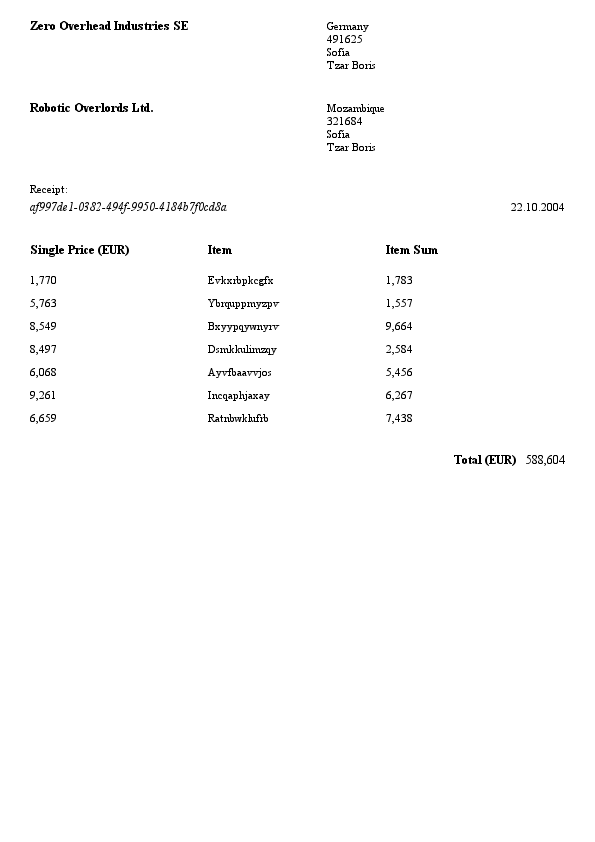 Zero Overhead Industries SE
Germany
491625
Sofia
Tzar Boris
Robotic Overlords Ltd.
Mozambique
321684
Sofia
Tzar Boris
Receipt:
af997de1-0382-494f-9950-4184b7f0cd8a 22.10.2004
Single Price (EUR) Item Item Sum
1,770 Evkxrbpkcgfx 1,783
5,763 Ybrquppmyzpv 1,557
8,549 Bxyypqywnyrv 9,664
8,497 Dsmkkulimzqy 2,584
6,068 Ayvfbaavvjos 5,456
9,261 Incqaphjaxay 6,267
6,659 Ratnbwklufrb 7,438
Total (EUR) 588,604